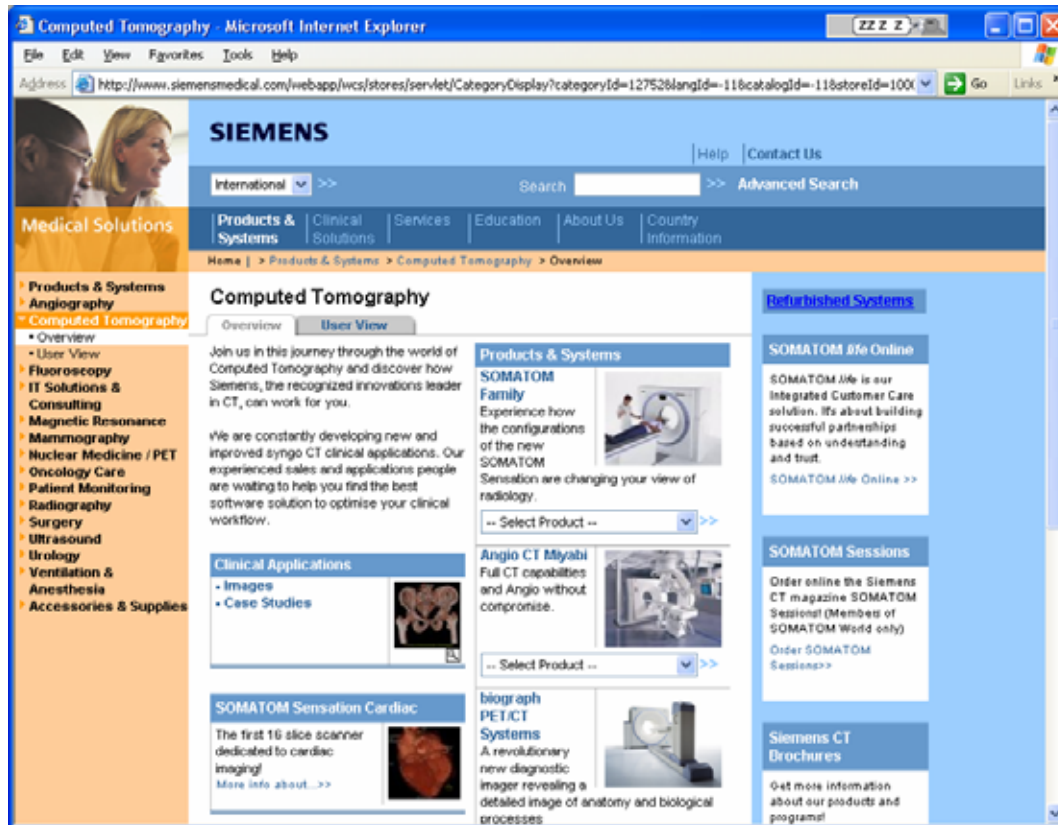 Computed Tomography - Microsoft Internet Explorer
ZZ Z Z
File Edit View Favorites Tools Help
Address http://www.siemensmedical.com/webapp/wcs/stores/servlet/CategoryDisplay?categoryId=12752&langId=-11&catalogId=-11&storeId=1000 Go Links
SIEMENS
Help Contact Us
International >> Search >> Advanced Search
Medical Solutions
Products & Systems
Clinical Solutions
Services
Education
About Us
Country Information
Home | > Products & Systems > Computed Tomography > Overview
Products & Systems
Angiography
Computed Tomography
• Overview
• User View
Fluoroscopy
IT Solutions &
Consulting
Magnetic Resonance
Mammography
Nuclear Medicine / PET
Oncology Care
Patient Monitoring
Radiography
Surgery
Ultrasound
Urology
Ventilation &
Anesthesia
Accessories & Supplies
Computed Tomography
Overview User View
Join us in this journey through the world of
Computed Tomography and discover how
Siemens, the recognized innovations leader
in CT, can work for you.
We are constantly developing new and
improved syngo CT clinical applications. Our
experienced sales and applications people
are waiting to help you find the best
software solution to optimise your clinical
workflow.
Clinical Applications
• Images
• Case Studies
SOMATOM Sensation Cardiac
The first 16 slice scanner
dedicated to cardiac
imaging!
More info about...>>
Products & Systems
SOMATOM
Family
Experience how
the configurations
of the new
SOMATOM
Sensation are changing your view of
radiology.
-- Select Product -- >>
Angio CT Miyabi
Full CT capabilities
and Angio without
compromise.
-- Select Product -- >>
biograph
PET/CT
Systems
A revolutionary
new diagnostic
imager revealing a
detailed image of anatomy and biological
processes
Refurbished Systems
SOMATOM life Online
SOMATOM life is our
Integrated Customer Care
solution. It's about building
successful partnerships
based on understanding
and trust.
SOMATOM life Online >>
SOMATOM Sessions
Order online the Siemens
CT magazine SOMATOM
Sessions! (Members of
SOMATOM World only)
Order SOMATOM
Sessions>>
Siemens CT
Brochures
Get more information
about our products and
programs!